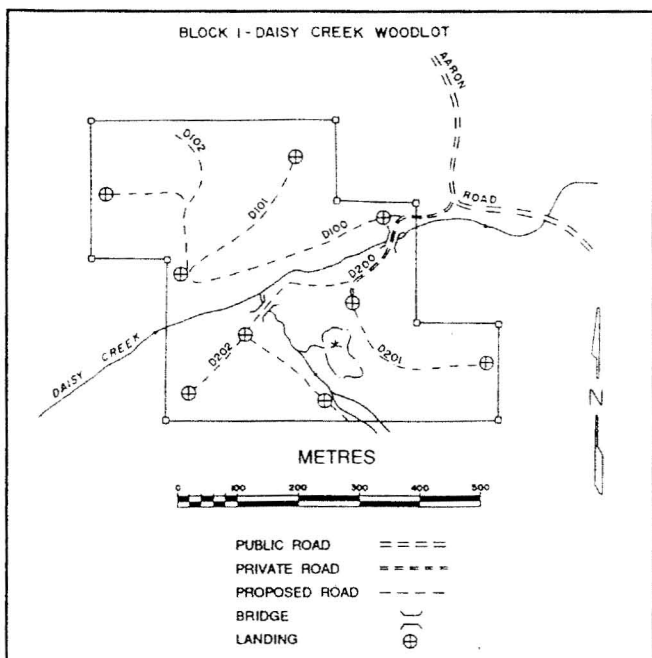 BLOCK 1 - DAISY CREEK WOODLOT
AARON
ROAD
D102
D101
D100
D200
D202
D201
DAISY CREEK
N
METRES
0 100 200 300 400 500
PUBLIC ROAD
PRIVATE ROAD
PROPOSED ROAD
BRIDGE
LANDING